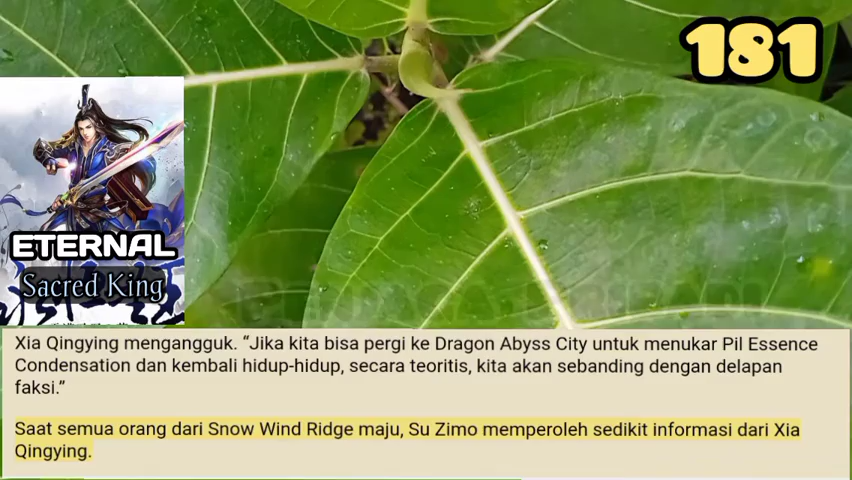 181
ETERNAL
Sacred King
Xia Qingying mengangguk. “Jika kita bisa pergi ke Dragon Abyss City untuk menukar Pil Essence
Condensation dan kembali hidup-hidup, secara teoritis, kita akan sebanding dengan delapan
faksi.”
Saat semua orang dari Snow Wind Ridge maju, Su Zimo memperoleh sedikit informasi dari Xia
Qingying.